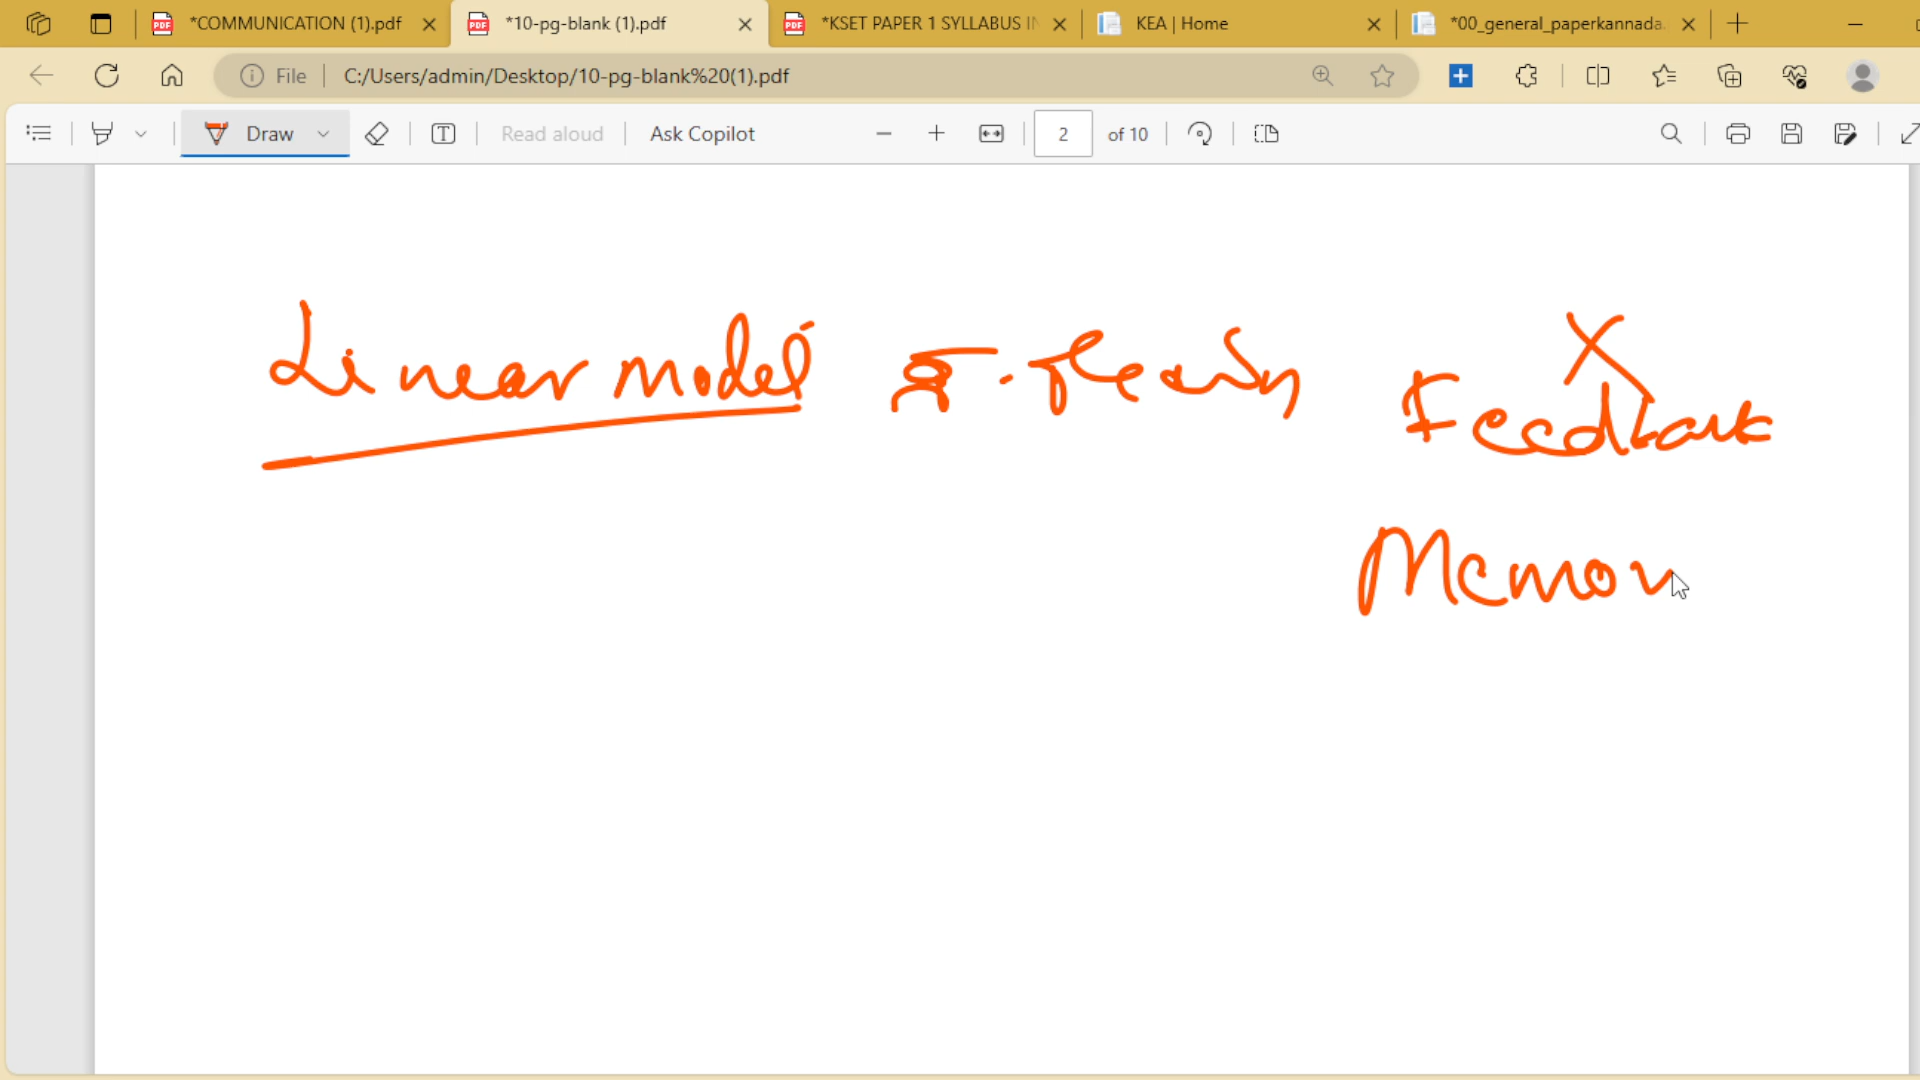 *COMMUNICATION (1).pdf
*10-pg-blank (1).pdf
*KSET PAPER 1 SYLLABUS IN
KEA | Home
*00_general_paperkannada.
File
C:/Users/admin/Desktop/10-pg-blank%20(1).pdf
Draw
Read aloud
Ask Copilot
2 of 10
Linear model
X
Feedback